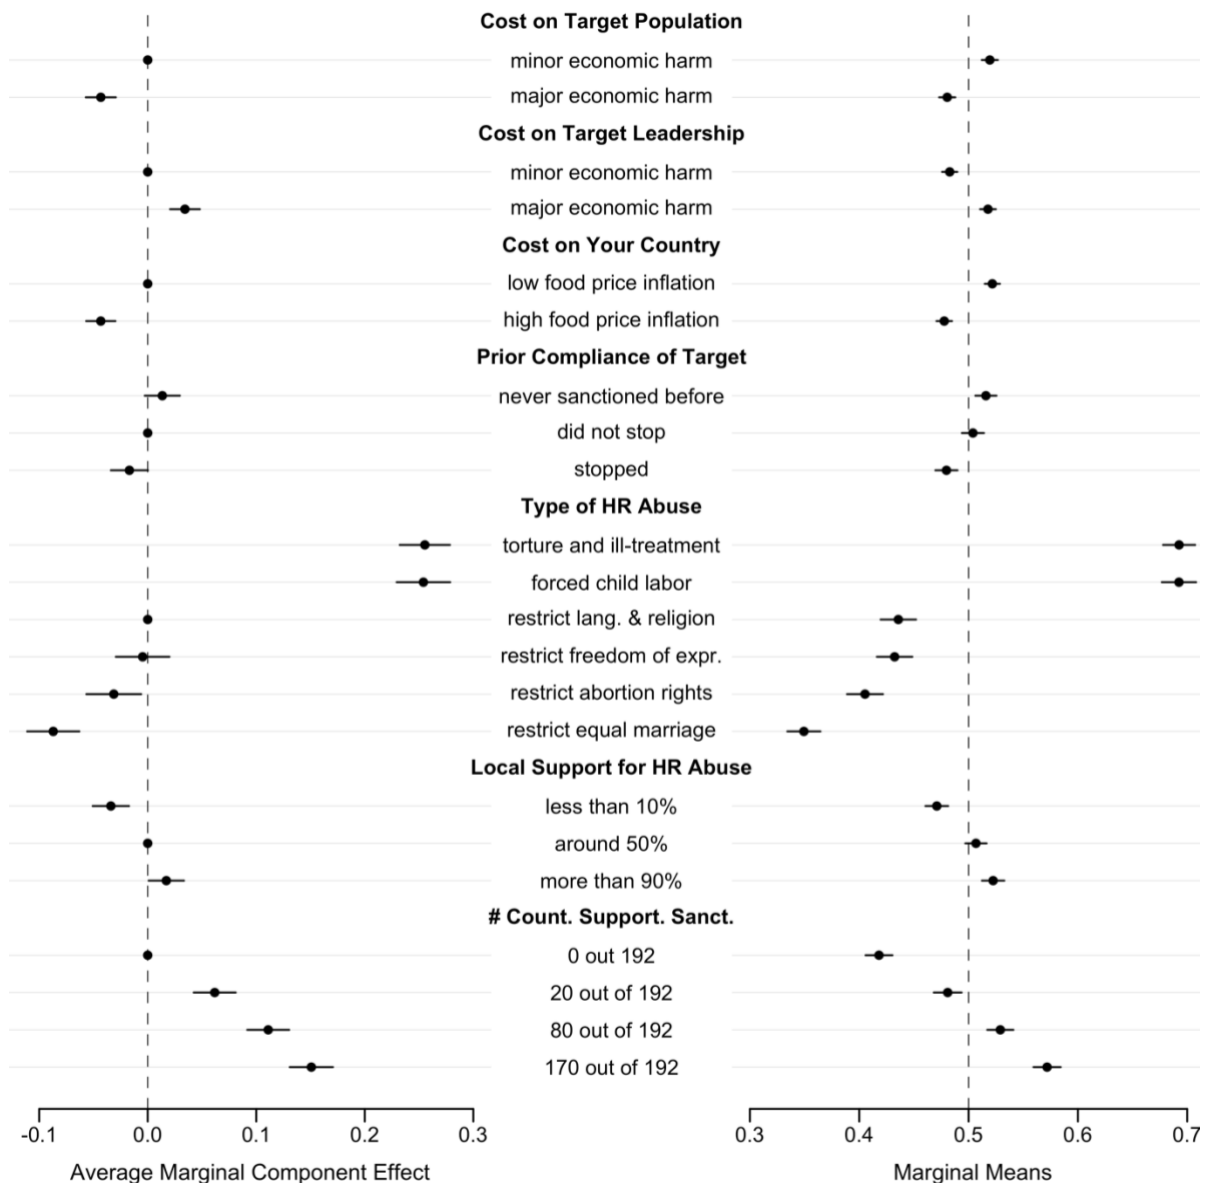 Cost on Target Population
minor economic harm
major economic harm
Cost on Target Leadership
minor economic harm
major economic harm
Cost on Your Country
low food price inflation
high food price inflation
Prior Compliance of Target
never sanctioned before
did not stop
stopped
Type of HR Abuse
torture and ill-treatment
forced child labor
restrict lang. & religion
restrict freedom of expr.
restrict abortion rights
restrict equal marriage
Local Support for HR Abuse
less than 10%
around 50%
more than 90%
# Count. Support. Sanct.
0 out 192
20 out of 192
80 out of 192
170 out of 192
-0.1 0.0 0.1 0.2 0.3 0.3 0.4 0.5 0.6 0.7
Average Marginal Component Effect Marginal Means